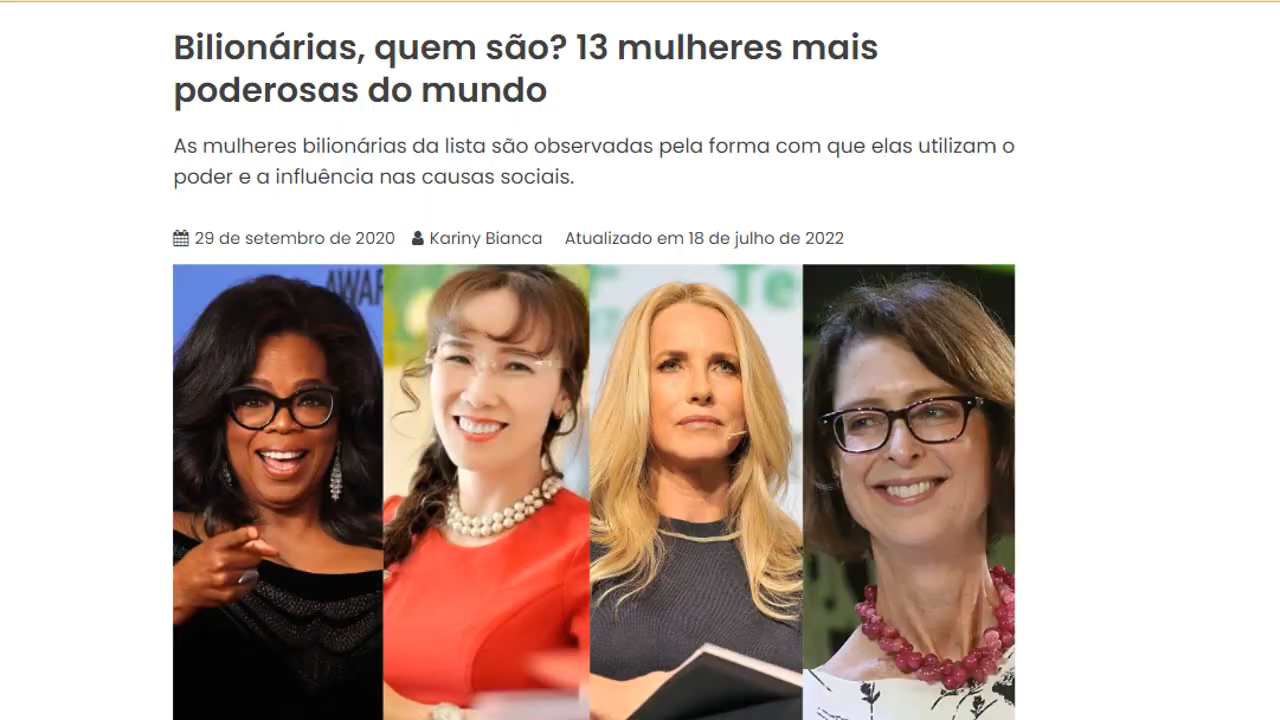 Bilionárias, quem são? 13 mulheres mais
poderosas do mundo
As mulheres bilionárias da lista são observadas pela forma com que elas utilizam o
poder e a influência nas causas sociais.
29 de setembro de 2020 Kariny Bianca Atualizado em 18 de julho de 2022
AWAR
Te